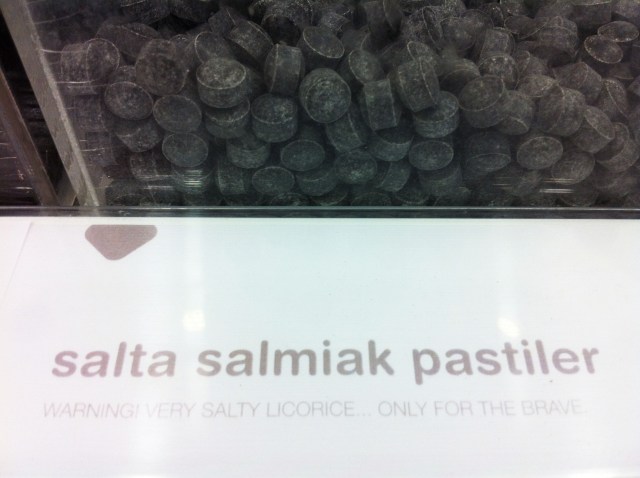 salta salmiak pastiler
WARNING! VERY SALTY LICORICE... ONLY FOR THE BRAVE.